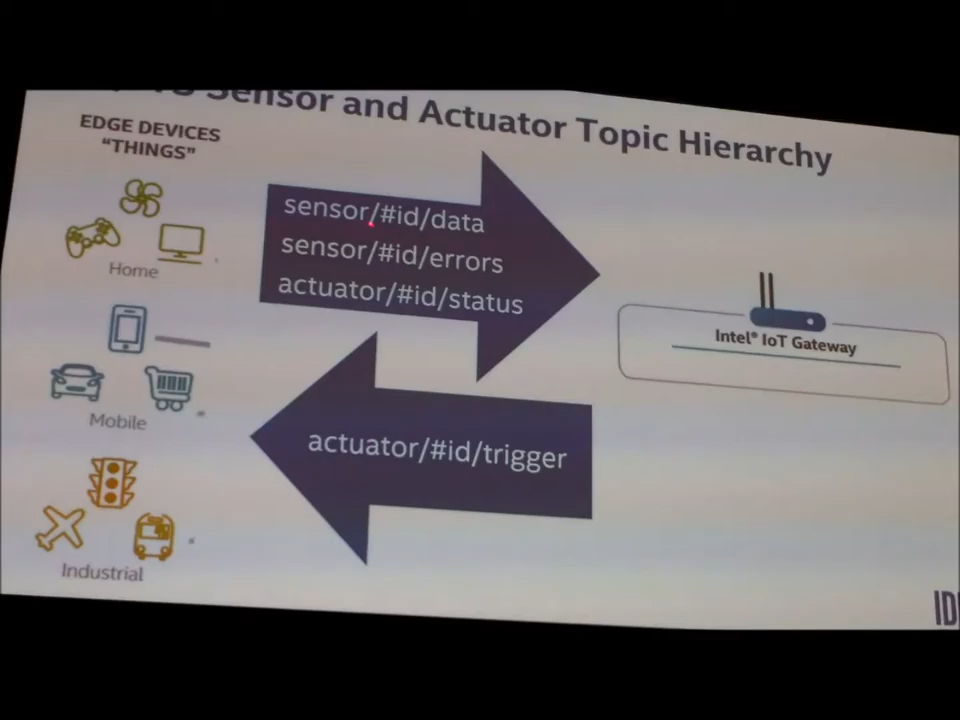 Sensor and Actuator Topic Hierarchy
EDGE DEVICES
“THINGS”
Home
Mobile
Industrial
sensor/#id/data
sensor/#id/errors
actuator/#id/status
actuator/#id/trigger
Intel® IoT Gateway